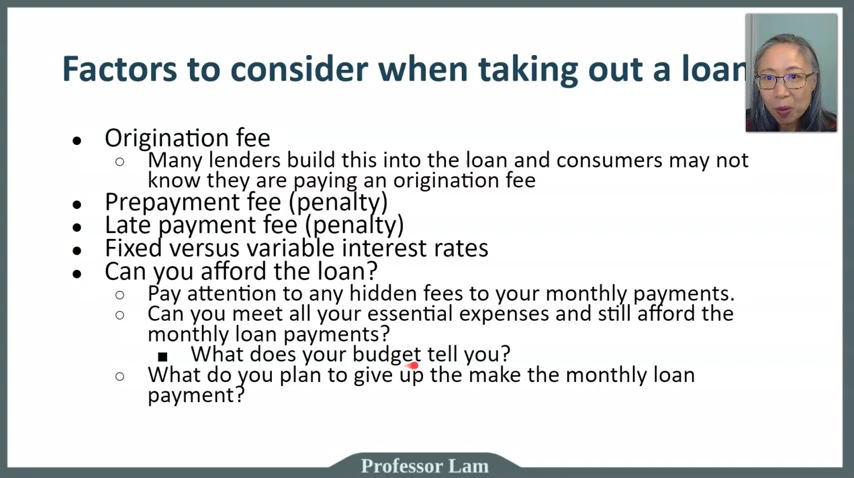 Factors to consider when taking out a loan
● Origination fee
○ Many lenders build this into the loan and consumers may not
know they are paying an origination fee
● Prepayment fee (penalty)
● Late payment fee (penalty)
● Fixed versus variable interest rates
● Can you afford the loan?
○ Pay attention to any hidden fees to your monthly payments.
○ Can you meet all your essential expenses and still afford the
monthly loan payments?
■ What does your budget tell you?
○ What do you plan to give up the make the monthly loan
payment?
Professor Lam